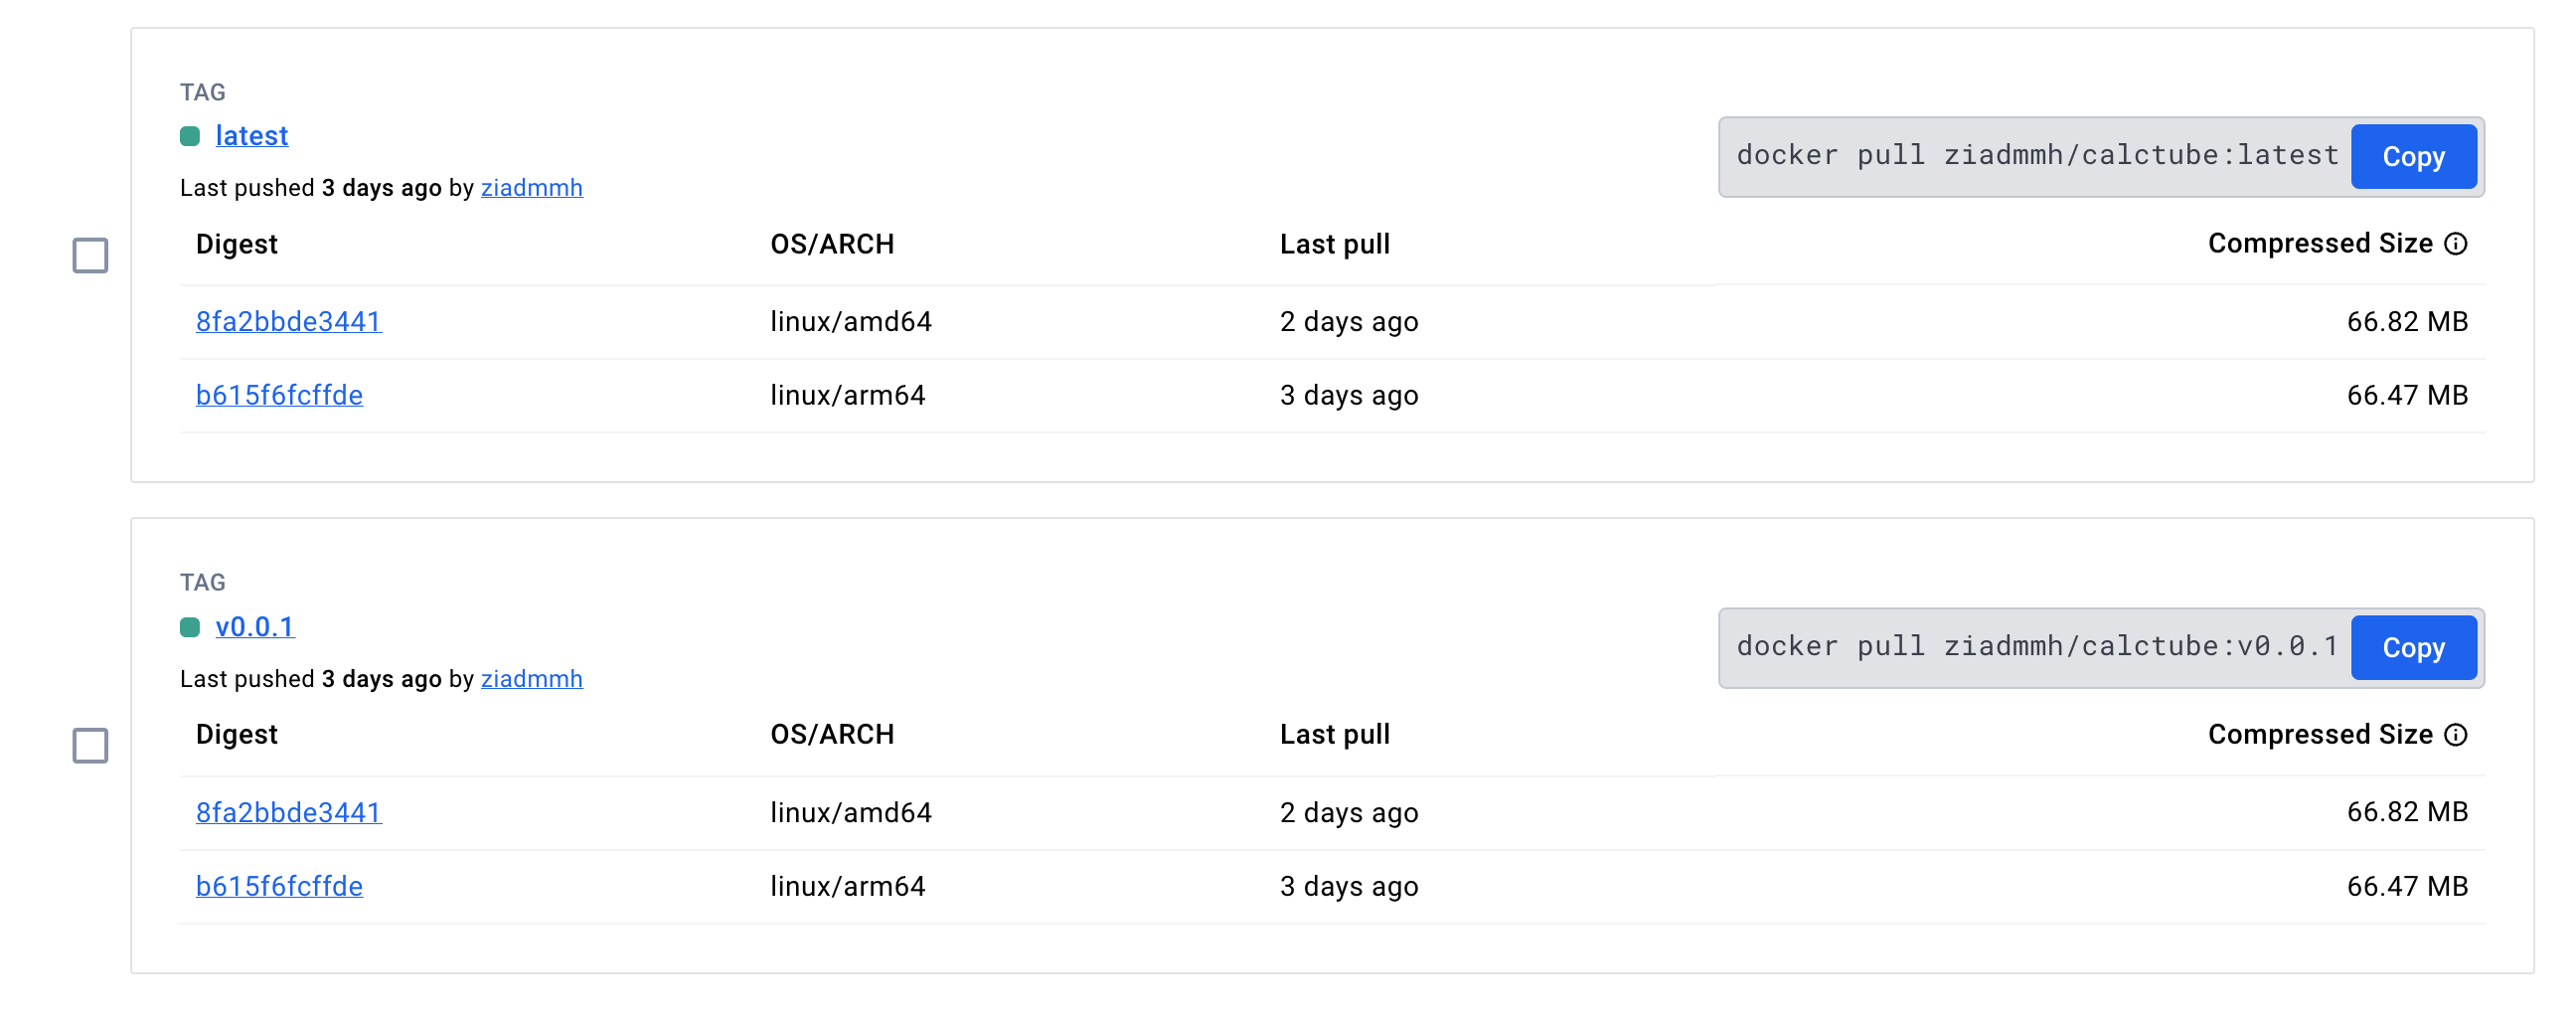 TAG
latest
docker pull ziadmmh/calctube:latest Copy
Last pushed 3 days ago by ziadmmh
Digest OS/ARCH Last pull Compressed Size
8fa2bbde3441 linux/amd64 2 days ago 66.82 MB
b615f6fcffde linux/arm64 3 days ago 66.47 MB
TAG
v0.0.1
docker pull ziadmmh/calctube:v0.0.1 Copy
Last pushed 3 days ago by ziadmmh
Digest OS/ARCH Last pull Compressed Size
8fa2bbde3441 linux/amd64 2 days ago 66.82 MB
b615f6fcffde linux/arm64 3 days ago 66.47 MB